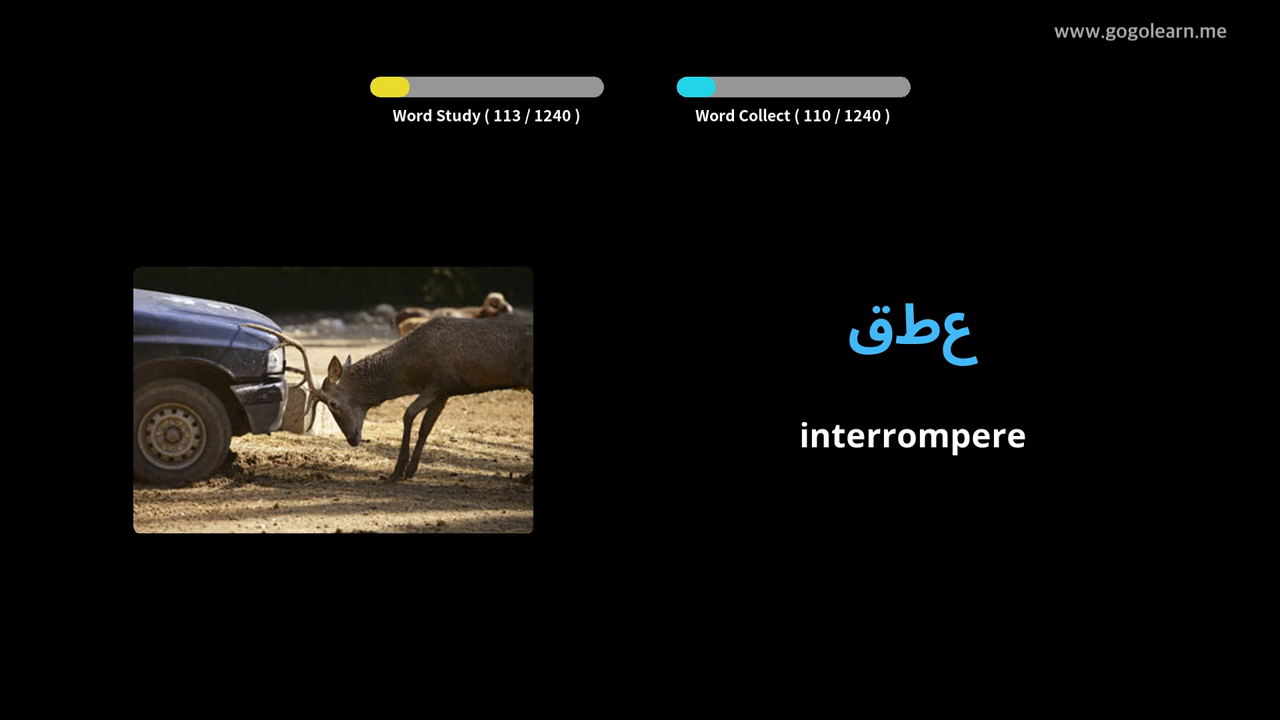 www.gogolearn.me
Word Study ( 113 / 1240 )
Word Collect ( 110 / 1240 )
عطق
interrompere